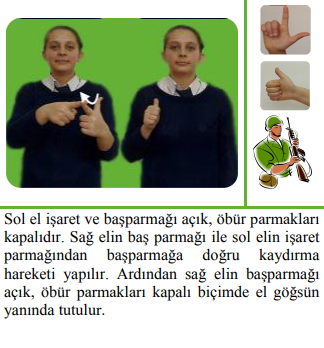 Sol el işaret ve başparmağı açık, öbür parmakları
kapalıdır. Sağ elin baş parmağı ile sol elin işaret
parmağından başparmağa doğru kaydırma
hareketi yapılır. Ardından sağ elin başparmağı
açık, öbür parmakları kapalı biçimde el göğsün
yanında tutulur.